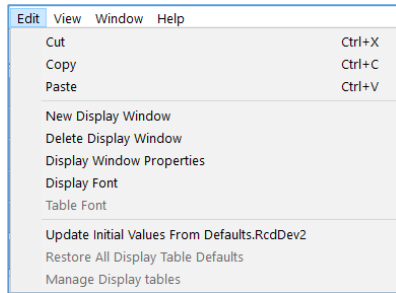 Edit View Window Help
Cut Ctrl+X
Copy Ctrl+C
Paste Ctrl+V
New Display Window
Delete Display Window
Display Window Properties
Display Font
Table Font
Update Initial Values From Defaults.RcdDev2
Restore All Display Table Defaults
Manage Display tables